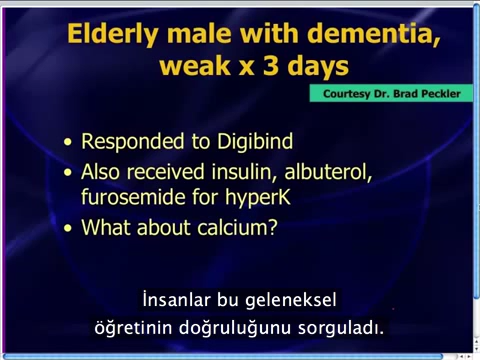 Elderly male with dementia,
weak x 3 days
Courtesy Dr. Brad Peckler
• Responded to Digibind
• Also received insulin, albuterol,
furosemide for hyperK
• What about calcium?
İnsanlar bu geleneksel
öğretinin doğruluğunu sorguladı.